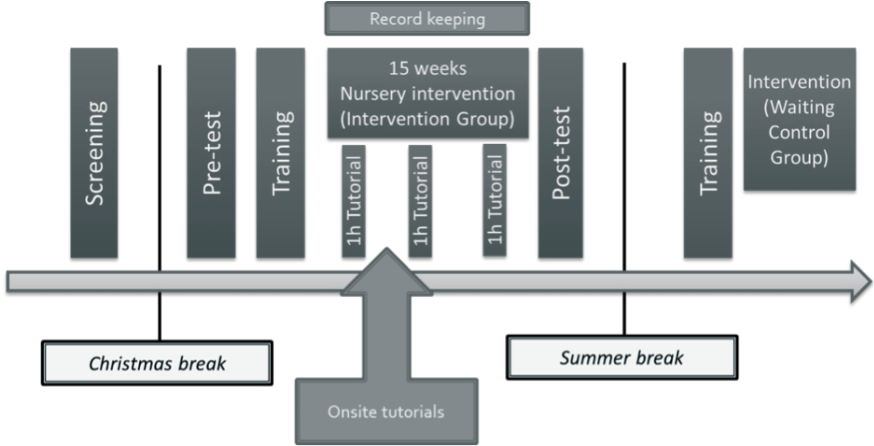 Record keeping
Screening
Pre-test
Training
15 weeks
Nursery intervention
(Intervention Group)
1h Tutorial
1h Tutorial
1h Tutorial
Post-test
Training
Intervention
(Waiting
Control
Group)
Christmas break
Summer break
Onsite tutorials